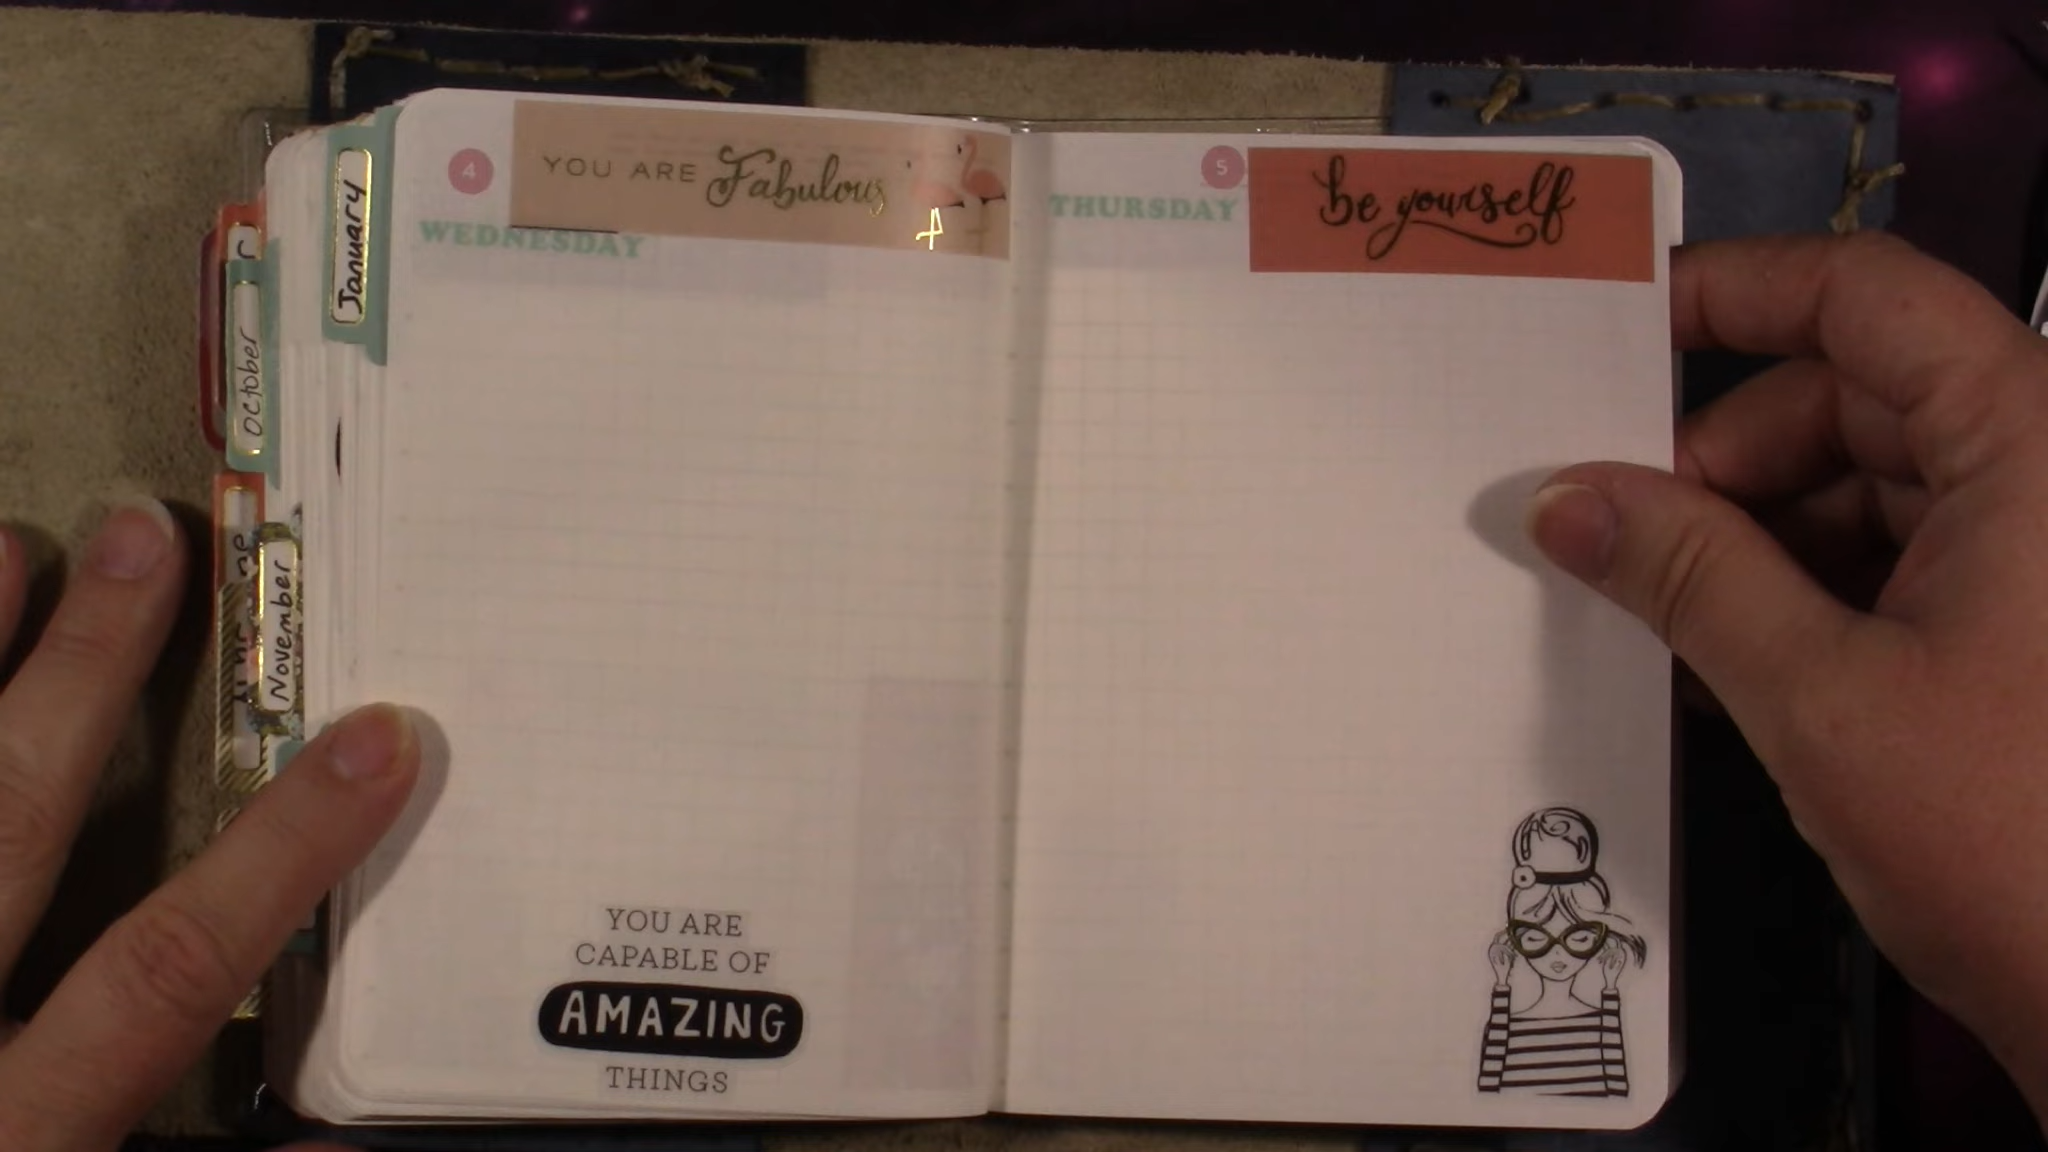 January
October
November
4
YOU ARE Fabulous
WEDNESDAY
YOU ARE
CAPABLE OF
AMAZING
THINGS
5
THURSDAY
be yourself